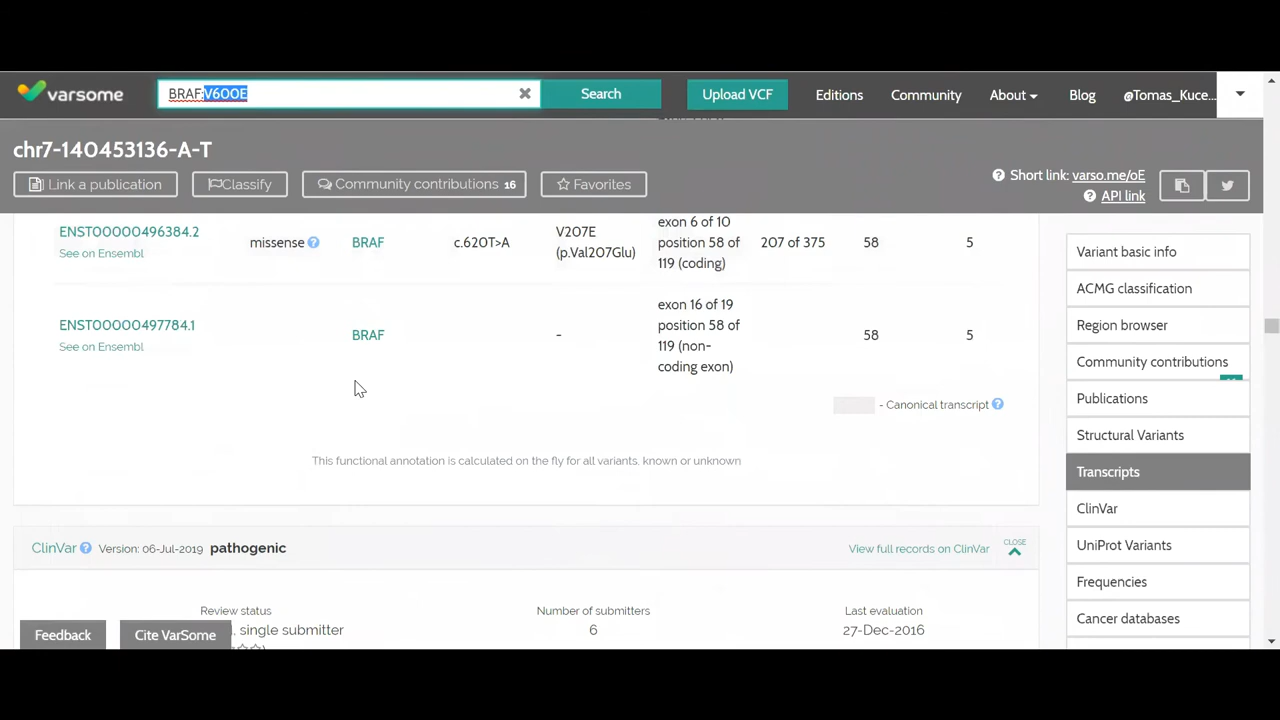 varsome
BRAF:V600E
Search
Upload VCF
Editions
Community
About
Blog
@Tomas_Kuce...
chr7-140453136-A-T
Link a publication
Classify
Community contributions 16
Favorites
Short link: varso.me/oE
API link
ENST00000496384.2
See on Ensembl
missense
BRAF
c.620T>A
V207E
(p.Val207Glu)
exon 6 of 10
position 58 of
119 (coding)
207 of 375
58
5
ENST00000497784.1
See on Ensembl
BRAF
-
exon 16 of 19
position 58 of
119 (non-
coding exon)
58
5
- Canonical transcript
This functional annotation is calculated on the fly for all variants, known or unknown
ClinVar Version: 06-Jul-2019 pathogenic
View full records on ClinVar
CLOSE
Review status
, single submitter
Number of submitters
6
Last evaluation
27-Dec-2016
Feedback
Cite VarSome
Variant basic info
ACMG classification
Region browser
Community contributions
Publications
Structural Variants
Transcripts
ClinVar
UniProt Variants
Frequencies
Cancer databases